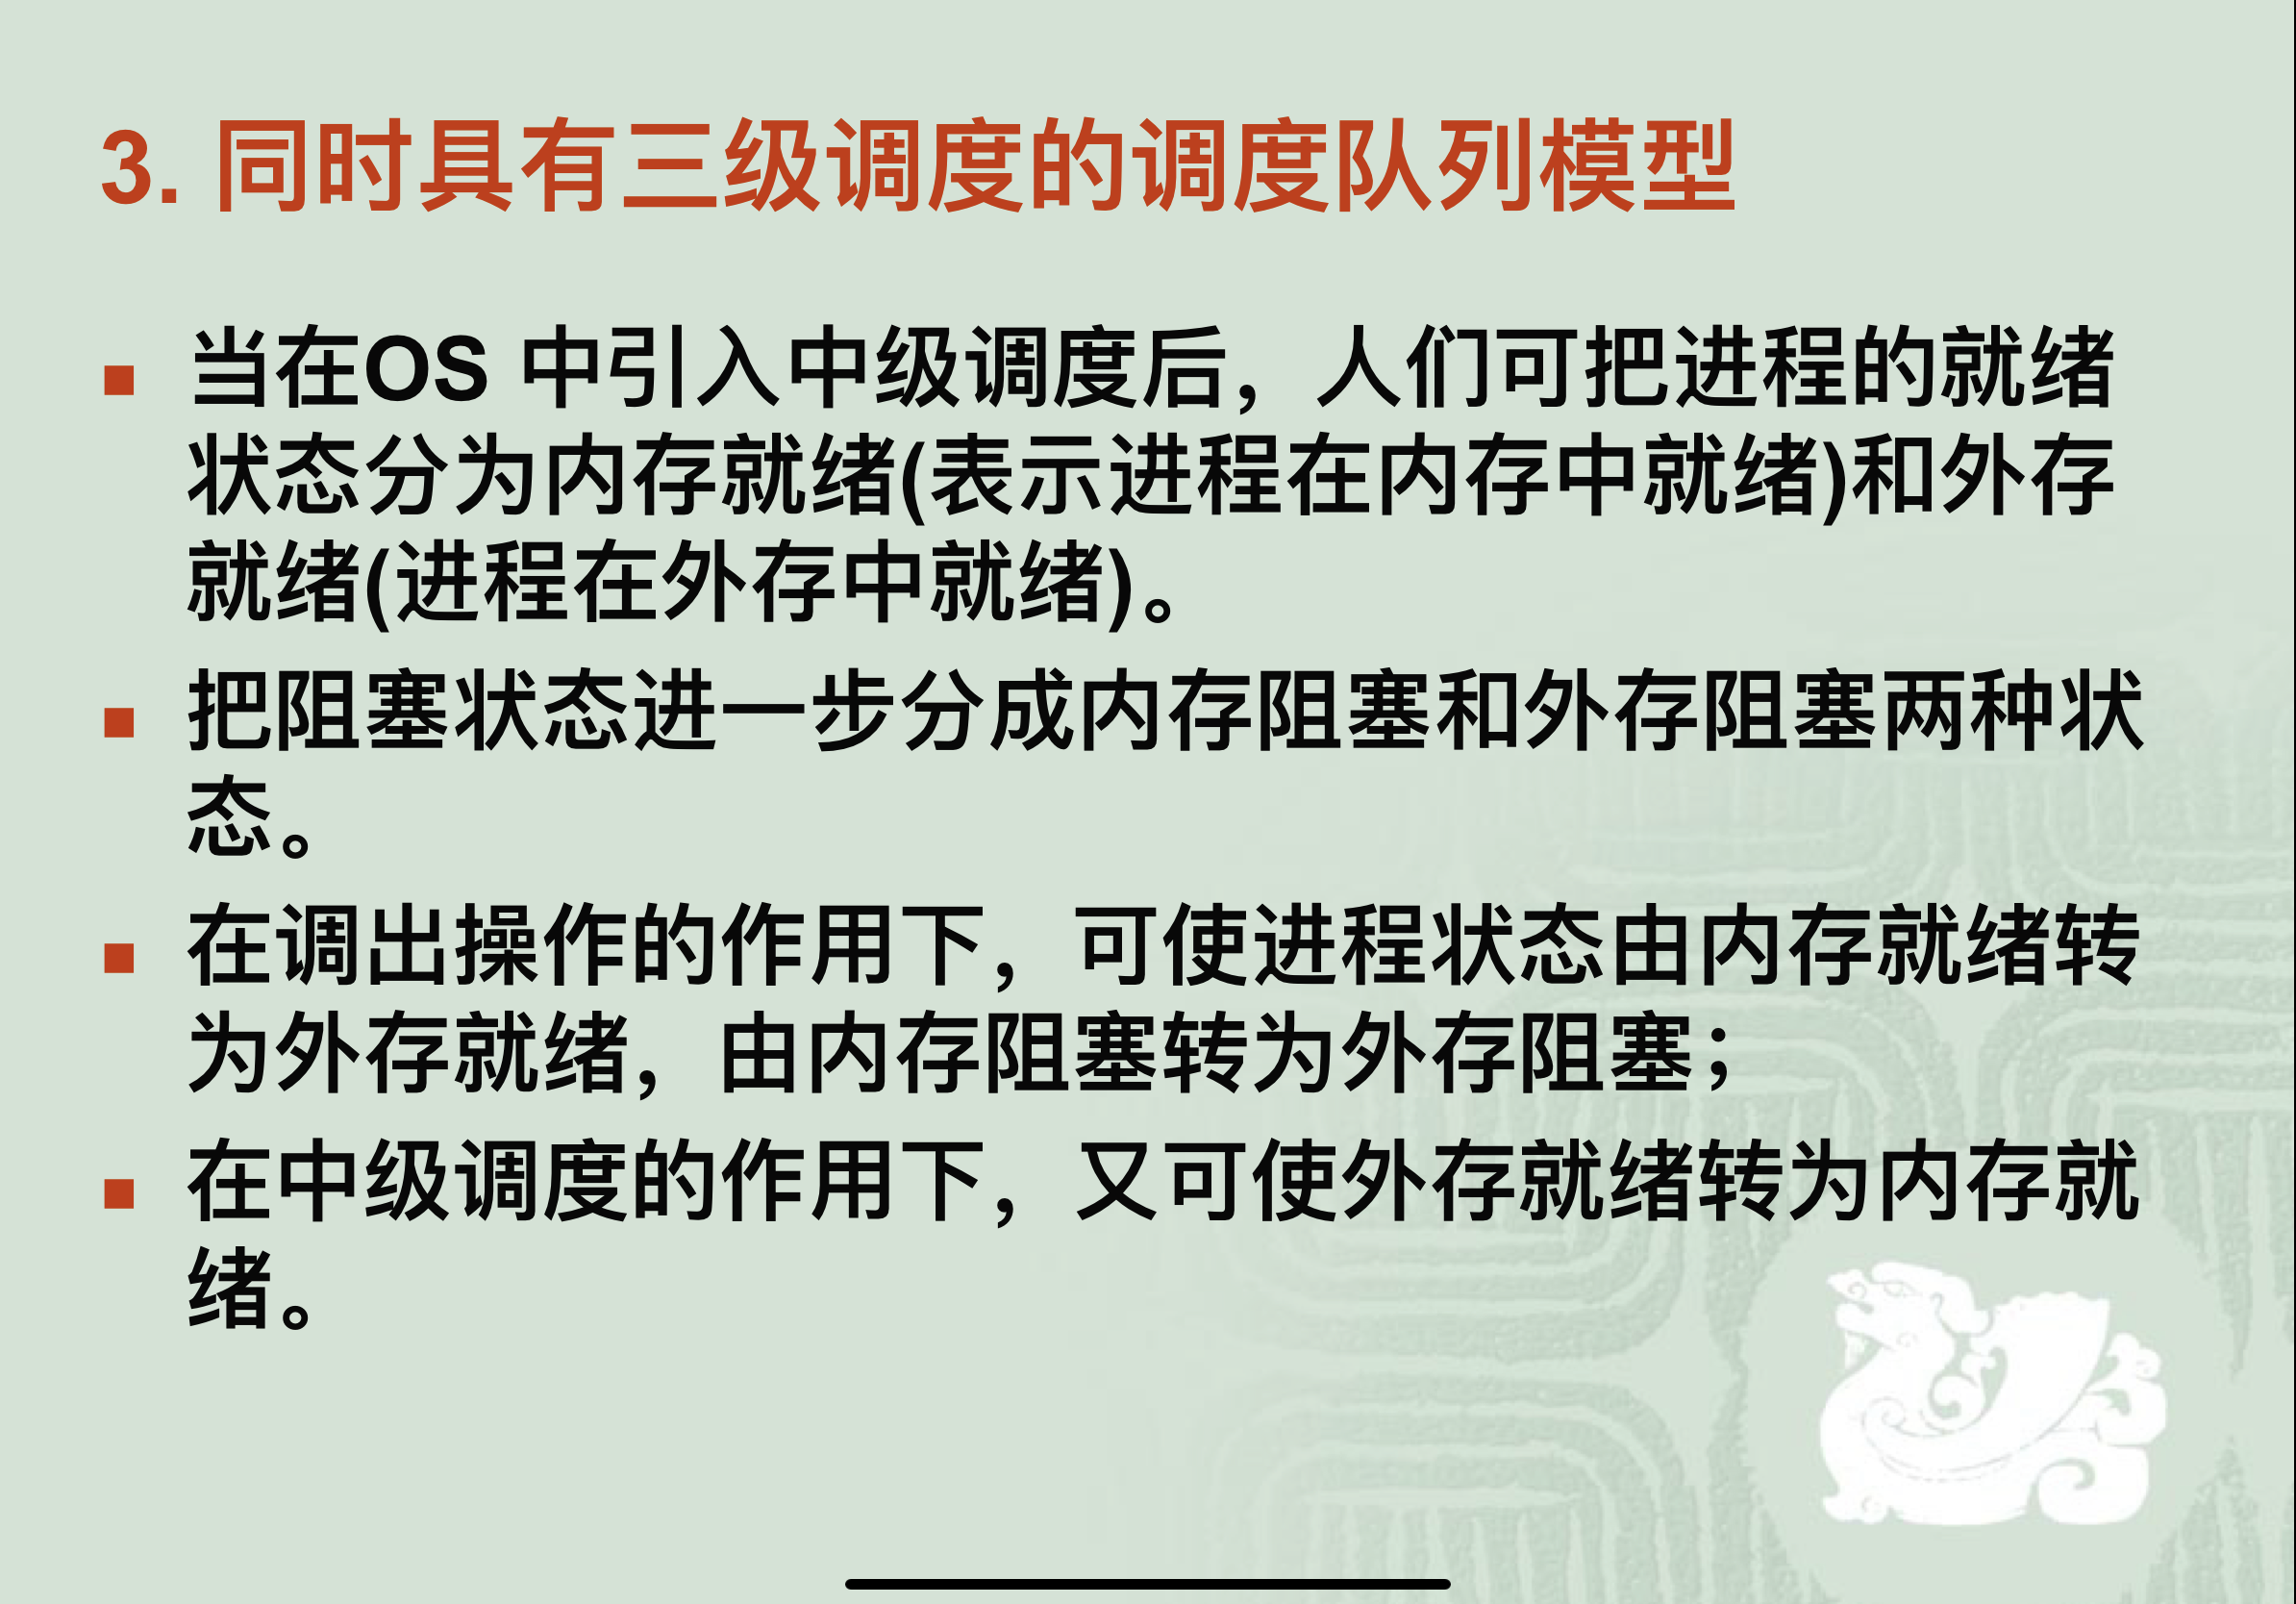 3. 同时具有三级调度的调度队列模型
当在OS 中引入中级调度后，人们可把进程的就绪
状态分为内存就绪(表示进程在内存中就绪)和外存
就绪(进程在外存中就绪)。
把阻塞状态进一步分成内存阻塞和外存阻塞两种状
态。
在调出操作的作用下，可使进程状态由内存就绪转
为外存就绪，由内存阻塞转为外存阻塞；
在中级调度的作用下，又可使外存就绪转为内存就
绪。